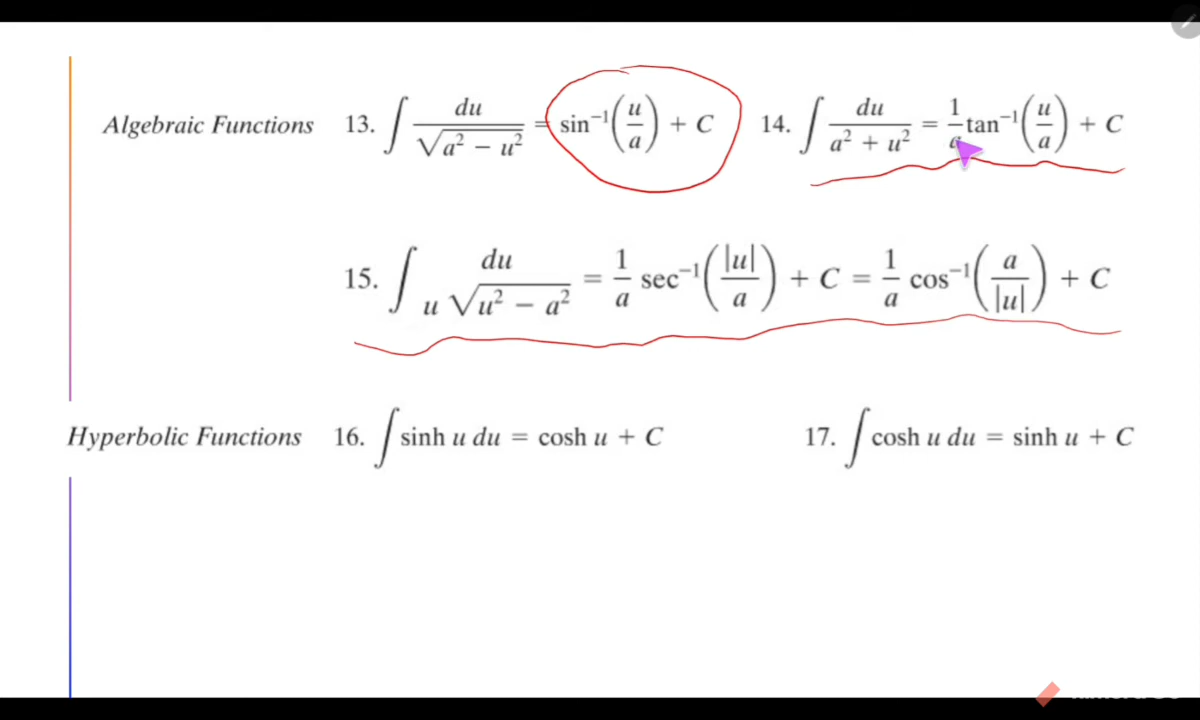 Algebraic Functions 13. ∫ du/√(a² − u²) = sin⁻¹(u/a) + C 14. ∫ du/(a² + u²) = 1/a tan⁻¹(u/a) + C
15. ∫ du/(u√(u² − a²)) = 1/a sec⁻¹(|u|/a) + C = 1/a cos⁻¹(a/|u|) + C
Hyperbolic Functions 16. ∫ sinh u du = cosh u + C 17. ∫ cosh u du = sinh u + C